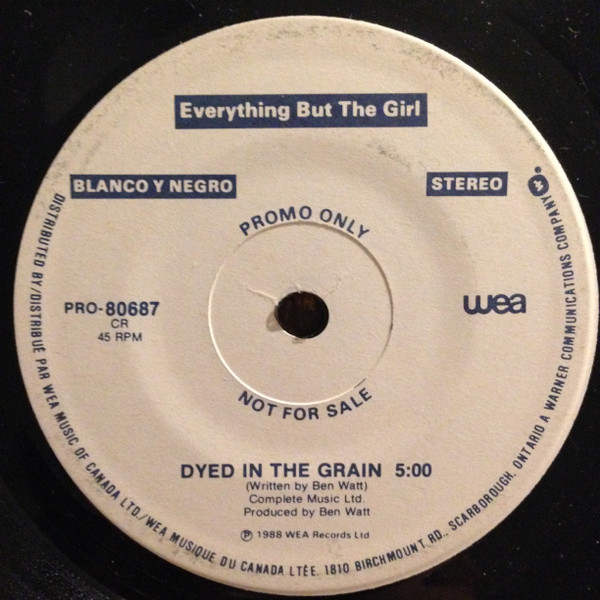 Everything But The Girl
BLANCO Y NEGRO
STEREO
PROMO ONLY
PRO-80687
CR
45 RPM
wea
NOT FOR SALE
DYED IN THE GRAIN 5:00
(Written by Ben Watt)
Complete Music Ltd.
Produced by Ben Watt
Ⓟ 1988 WEA Records Ltd
DISTRIBUTED BY/DISTRIBUÉ PAR WEA MUSIC OF CANADA LTD./WEA MUSIQUE DU CANADA LTÉE. 1810 BIRCHMOUNT RD., SCARBOROUGH, ONTARIO A WARNER COMMUNICATIONS COMPANY